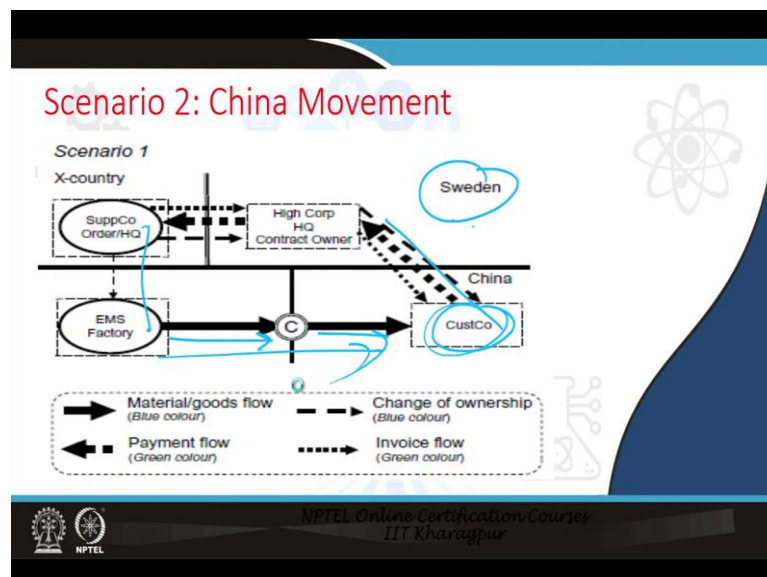 Scenario 2: China Movement
Scenario 1
X-country
Sweden
SuppCo
Order/HQ
High Corp
HQ
Contract Owner
China
EMS
Factory
C
CustCo
Material/goods flow
(Blue colour)
Change of ownership
(Blue colour)
Payment flow
(Green colour)
Invoice flow
(Green colour)
NPTEL
NPTEL Online Certification Courses
IIT Kharagpur